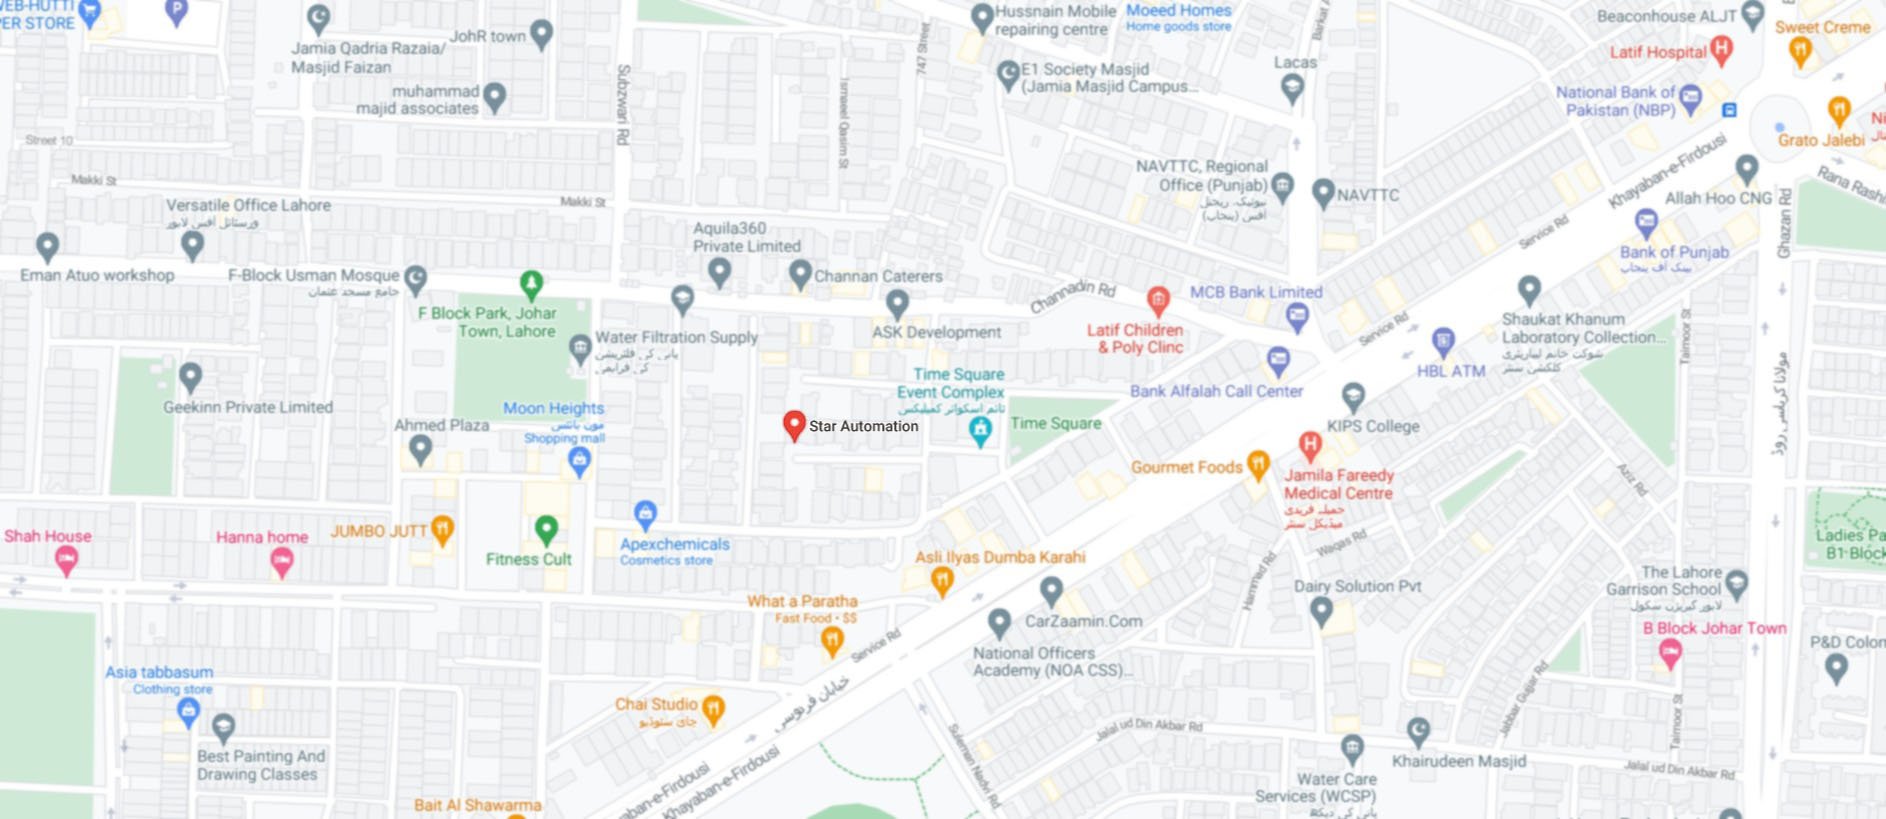 WEB-HUTTI
PER STORE
P
Jamia Qadria Razaia/
Masjid Faizan
JohR town
muhammad
majid associates
Subzwari Rd
Ismaeel Qasim St
747 Street
Hussnain Mobile
repairing centre
Moeed Homes
Home goods store
E1 Society Masjid
(Jamia Masjid Campus...
Lacas
Barkat A
Beaconhouse ALJT
Sweet Creme
Latif Hospital
H
National Bank of
Pakistan (NBP)
Grato Jalebi
Ni
Street 10
Makki St
Makki St
Versatile Office Lahore
ورسٹائل آفس لاہور
NAVTTC, Regional
Office (Punjab)
نیوٹیک، ریجنل
آفس (پنجاب)
NAVTTC
Khayaban-e-Firdousi
Allah Hoo CNG
Rana Rashi
Ghazan Rd
Service Rd
Bank of Punjab
بینک آف پنجاب
Eman Atuo workshop
F-Block Usman Mosque
جامع مسجد عثمان
Aquila360
Private Limited
Channan Caterers
Channadin Rd
MCB Bank Limited
F Block Park, Johar
Town, Lahore
Water Filtration Supply
پانی کی فلٹریشن
کی فراہمی
ASK Development
Latif Children
& Poly Clinc
Service Rd
Shaukat Khanum
Laboratory Collection...
شوکت خانم لیبارٹری
کلکشن سنٹر
Taimoor St
HBL ATM
Bank Alfalah Call Center
مولانا کریاسی روڈ
Geekinn Private Limited
Time Square
Event Complex
ٹائم اسکوائر کمپلیکس
Time Square
Moon Heights
مون ہائٹس
Shopping mall
Ahmed Plaza
Star Automation
KIPS College
Gourmet Foods
H
Jamila Fareedy
Medical Centre
جمیلہ فریدی
میڈیکل سنٹر
Aziz Rd
Shah House
Hanna home
JUMBO JUTT
Fitness Cult
Apexchemicals
Cosmetics store
Asli Ilyas Dumba Karahi
Waqas Rd
Hammed Rd
Ladies Pa
B1 Block
The Lahore
Garrison School
لاہور گیریژن سکول
Dairy Solution Pvt
What a Paratha
Fast Food • $$
CarZaamin.Com
National Officers
Academy (NOA CSS)...
Service Rd
B Block Johar Town
P&D Colon
Asia tabbasum
Clothing store
Chai Studio
چای سٹوڈیو
خیابان فردوسی
Best Painting And
Drawing Classes
Suleman Nadvi Rd
Jalal ud Din Akbar Rd
Jabbar Gujjar Rd
Taimoor St
Khairudeen Masjid
Jalal ud Din Akbar Rd
Water Care
Services (WCSP)
Bait Al Shawarma
aban-e-Firdousi
Khayaban-e-Firdousi